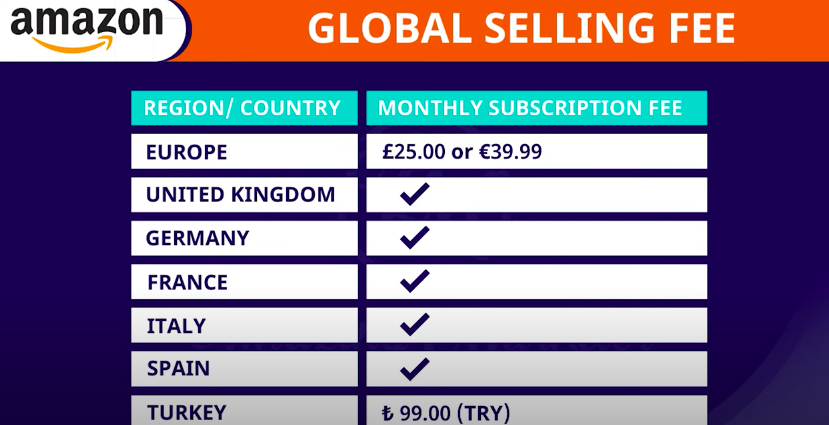 amazon
GLOBAL SELLING FEE
REGION/ COUNTRY MONTHLY SUBSCRIPTION FEE
EUROPE £25.00 or €39.99
UNITED KINGDOM ✓
GERMANY ✓
FRANCE ✓
ITALY ✓
SPAIN ✓
TURKEY ₺ 99.00 (TRY)